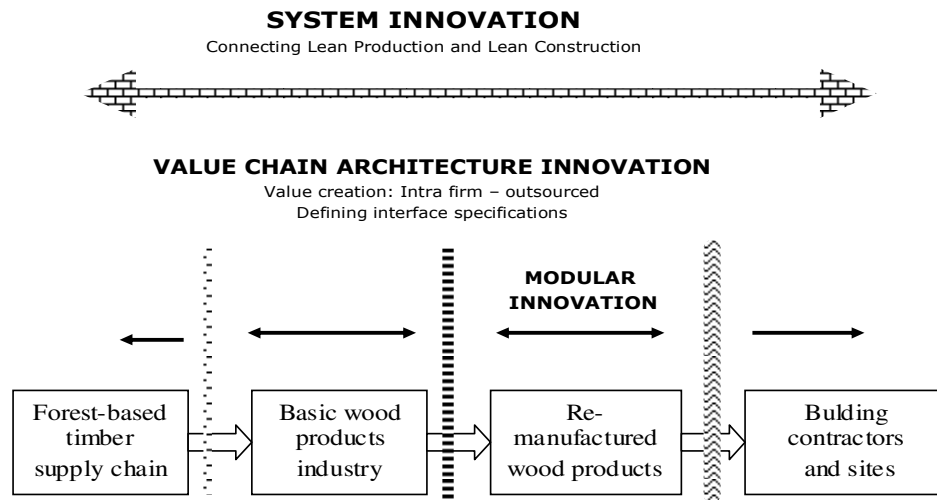 SYSTEM INNOVATION
Connecting Lean Production and Lean Construction
VALUE CHAIN ARCHITECTURE INNOVATION
Value creation: Intra firm – outsourced
Defining interface specifications
MODULAR
INNOVATION
Forest-based
timber
supply chain
Basic wood
products
industry
Re-
manufactured
wood products
Bulding
contractors
and sites